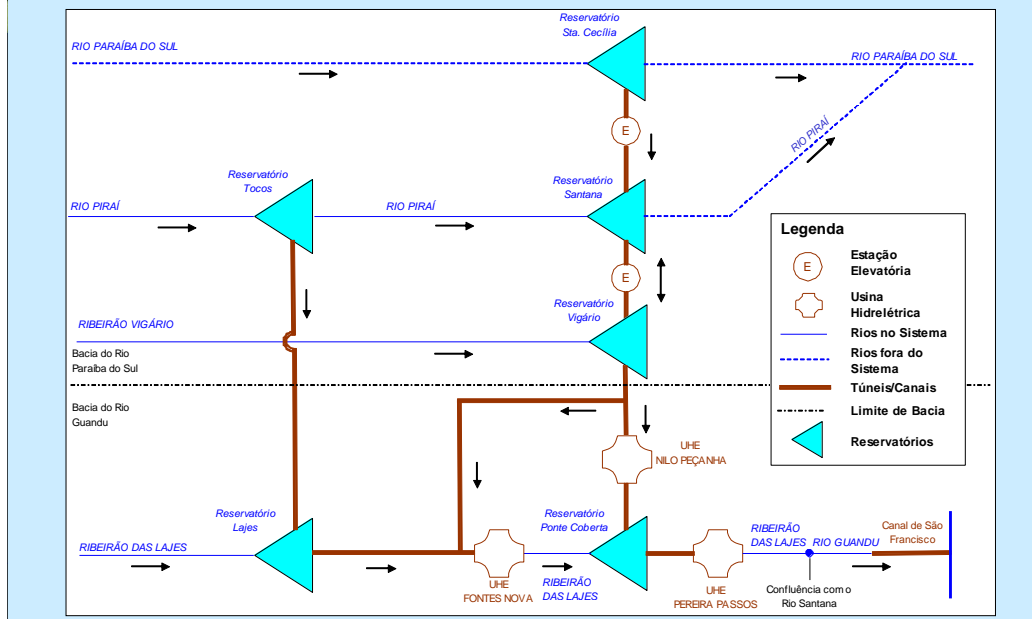 Reservatório
Sta. Cecília
RIO PARAÍBA DO SUL
RIO PARAÍBA DO SUL
E
RIO PIRAÍ
Reservatório
Tocos
Reservatório
Santana
RIO PIRAÍ
RIO PIRAÍ
E
Reservatório
Vigário
RIBEIRÃO VIGÁRIO
Bacia do Rio
Paraíba do Sul
Bacia do Rio
Guandu
Legenda
E
Estação
Elevatória
Usina
Hidrelétrica
Rios no Sistema
Rios fora do
Sistema
Túneis/Canais
Limite de Bacia
Reservatórios
UHE
NILO PEÇANHA
Reservatório
Lajes
Reservatório
Ponte Coberta
RIBEIRÃO DAS LAJES
UHE
FONTES NOVA
RIBEIRÃO
DAS LAJES
UHE
PEREIRA PASSOS
RIBEIRÃO
DAS LAJES
RIO GUANDU
Canal de São
Francisco
Confluência com o
Rio Santana